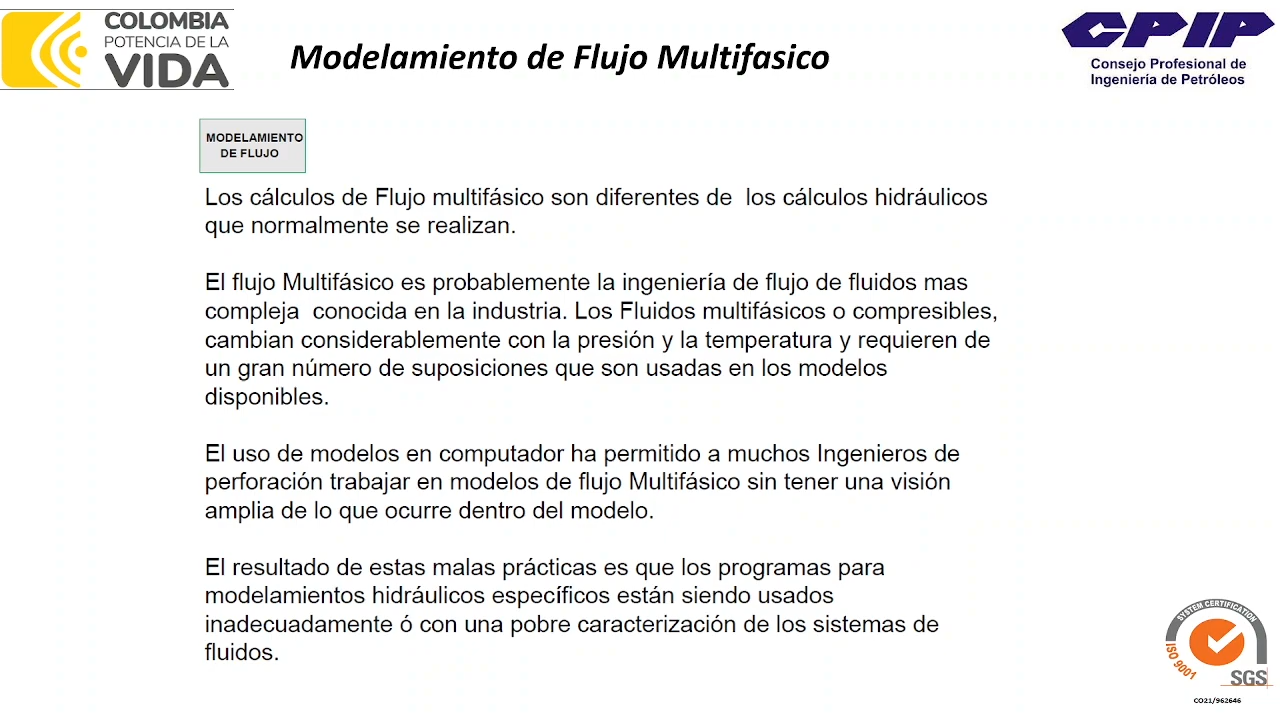 COLOMBIA
POTENCIA DE LA
VIDA
Modelamiento de Flujo Multifasico
CPIP
Consejo Profesional de
Ingeniería de Petróleos
MODELAMIENTO
DE FLUJO
Los cálculos de Flujo multifásico son diferentes de los cálculos hidráulicos
que normalmente se realizan.
El flujo Multifásico es probablemente la ingeniería de flujo de fluidos mas
compleja conocida en la industria. Los Fluidos multifásicos o compresibles,
cambian considerablemente con la presión y la temperatura y requieren de
un gran número de suposiciones que son usadas en los modelos
disponibles.
El uso de modelos en computador ha permitido a muchos Ingenieros de
perforación trabajar en modelos de flujo Multifásico sin tener una visión
amplia de lo que ocurre dentro del modelo.
El resultado de estas malas prácticas es que los programas para
modelamientos hidráulicos específicos están siendo usados
inadecuadamente ó con una pobre caracterización de los sistemas de
fluidos.
SYSTEM CERTIFICATION
ISO 9001
SGS
CO21/962646